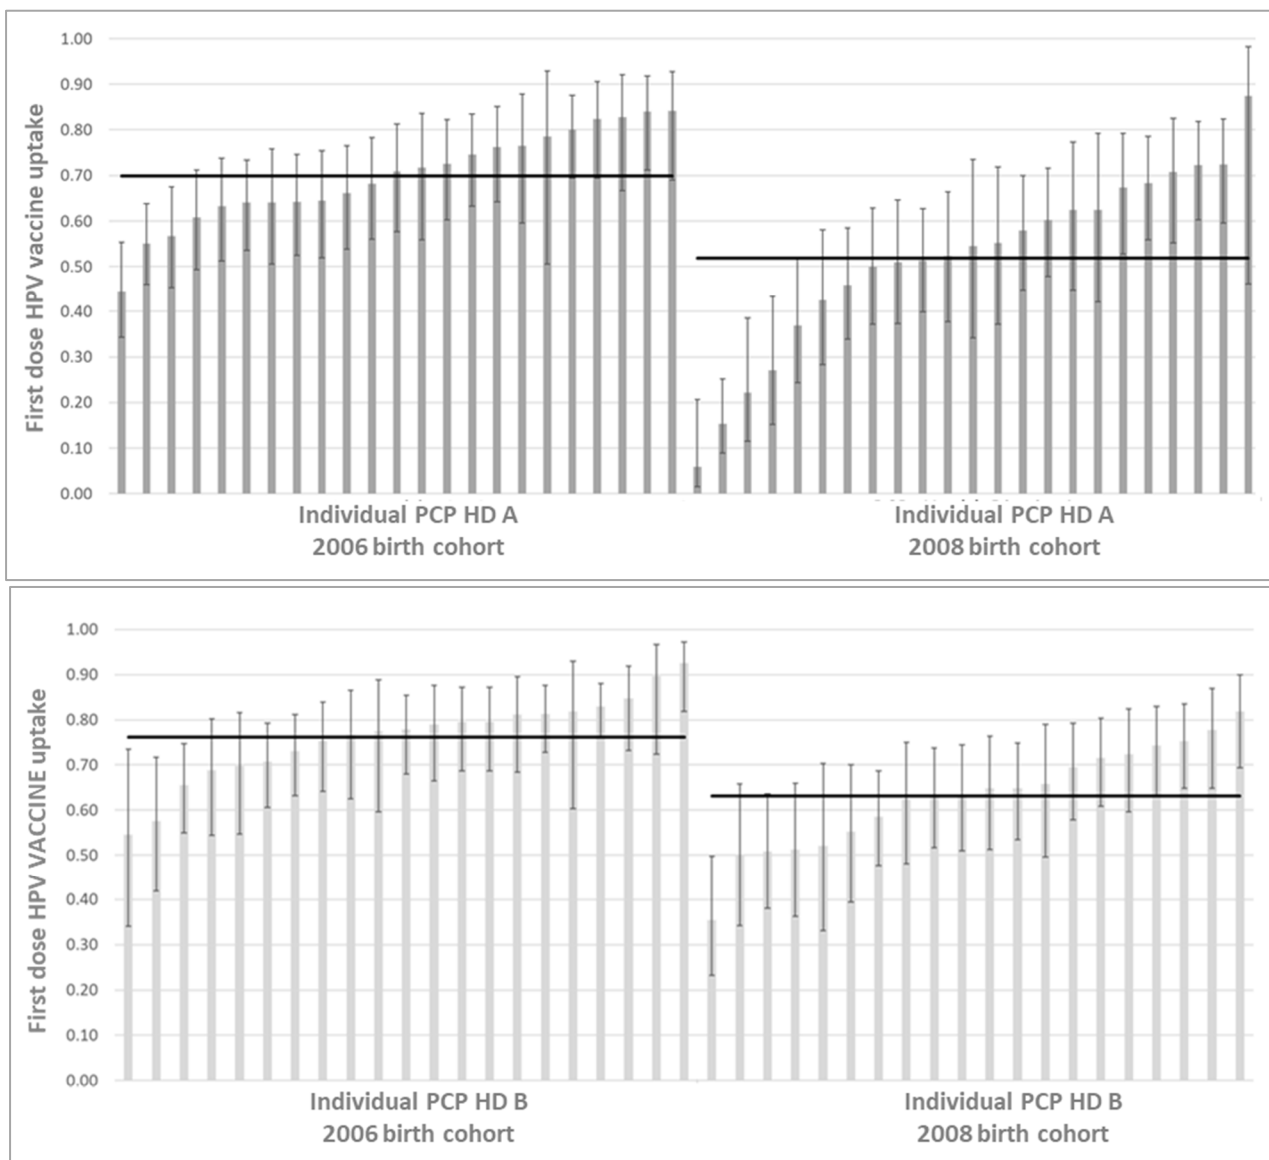 First dose HPV vaccine uptake
1.00
0.90
0.80
0.70
0.60
0.50
0.40
0.30
0.20
0.10
0.00
Individual PCP HD A
2006 birth cohort
Individual PCP HD A
2008 birth cohort
First dose HPV VACCINE uptake
1.00
0.90
0.80
0.70
0.60
0.50
0.40
0.30
0.20
0.10
0.00
Individual PCP HD B
2006 birth cohort
Individual PCP HD B
2008 birth cohort